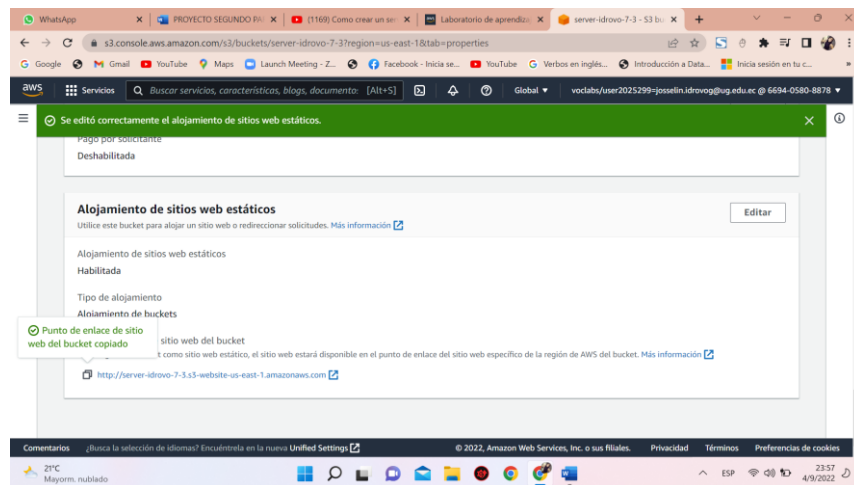 WhatsApp
PROYECTO SEGUNDO PA
(1169) Como crear un ser
Laboratorio de aprendiza
server-idrovo-7-3 - S3 bu
s3.console.aws.amazon.com/s3/buckets/server-idrovo-7-3?region=us-east-1&tab=properties
Google Gmail YouTube Maps Launch Meeting - Z... Facebook - Inicia se... YouTube Verbos en inglés... Introducción a Data... Inicia sesión en tu c...
aws Servicios Buscar servicios, características, blogs, documento: [Alt+S] Global voclabs/user2025299=josselin.idrovog@ug.edu.ec @ 6694-0580-8878
Se editó correctamente el alojamiento de sitios web estáticos.
Pago por solicitante
Deshabilitada
Alojamiento de sitios web estáticos
Editar
Utilice este bucket para alojar un sitio web o redireccionar solicitudes. Más información
Alojamiento de sitios web estáticos
Habilitada
Tipo de alojamiento
Alojamiento de buckets
Punto de enlace de sitio
web del bucket copiado
sitio web del bucket
como sitio web estático, el sitio web estará disponible en el punto de enlace del sitio web específico de la región de AWS del bucket. Más información
http://server-idrovo-7-3.s3-website-us-east-1.amazonaws.com
Comentarios ¿Busca la selección de idiomas? Encuéntrela en la nueva Unified Settings © 2022, Amazon Web Services, Inc. o sus filiales. Privacidad Términos Preferencias de cookies
21°C
Mayorm. nublado
ESP
23:57
4/9/2022